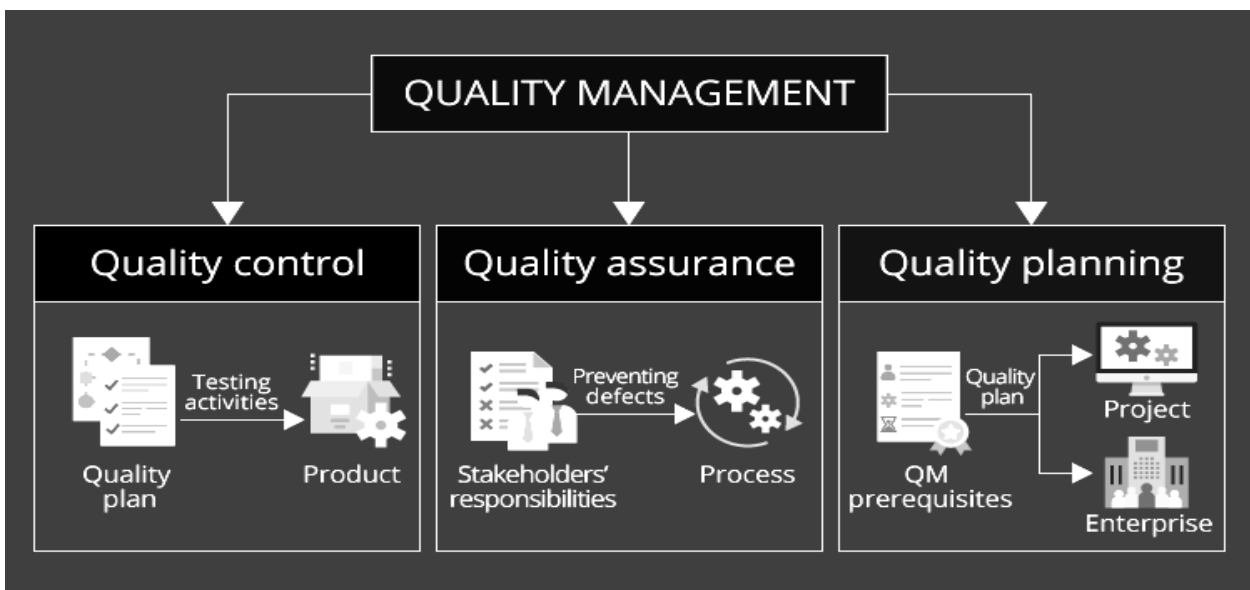 QUALITY MANAGEMENT
Quality control
Testing
activities
Quality
plan
Product
Quality assurance
Preventing
defects
Stakeholders'
responsibilities
Process
Quality planning
Quality
plan
Project
QM
prerequisites
Enterprise